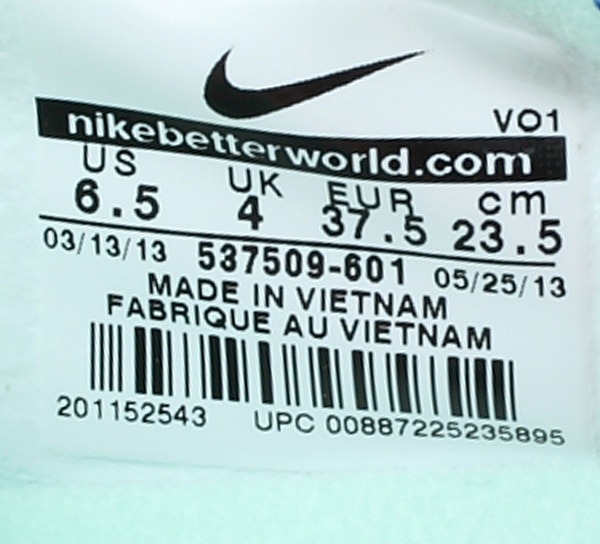 VO1
nikebetterworld.com
US UK EUR cm
6.5 4 37.5 23.5
03/13/13 537509-601 05/25/13
MADE IN VIETNAM
FABRIQUE AU VIETNAM
201152543 UPC 00887225235895